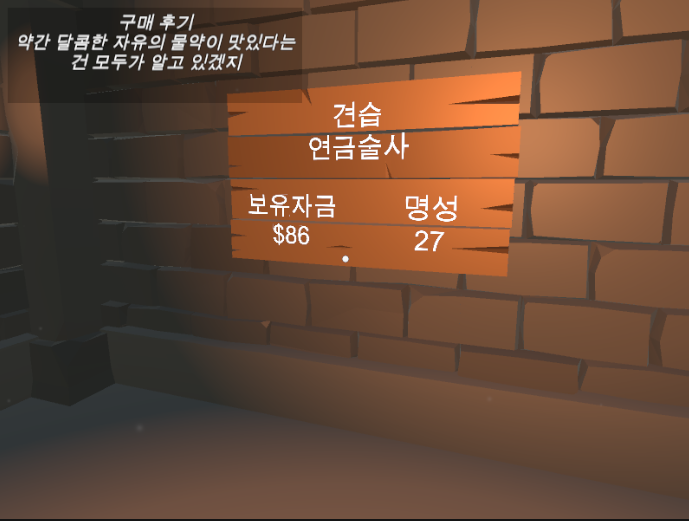 구매 후기
약간 달콤한 자유의 물약이 맛있다는
건 모두가 알고 있겠지
견습
연금술사
보유자금 명성
$86 27